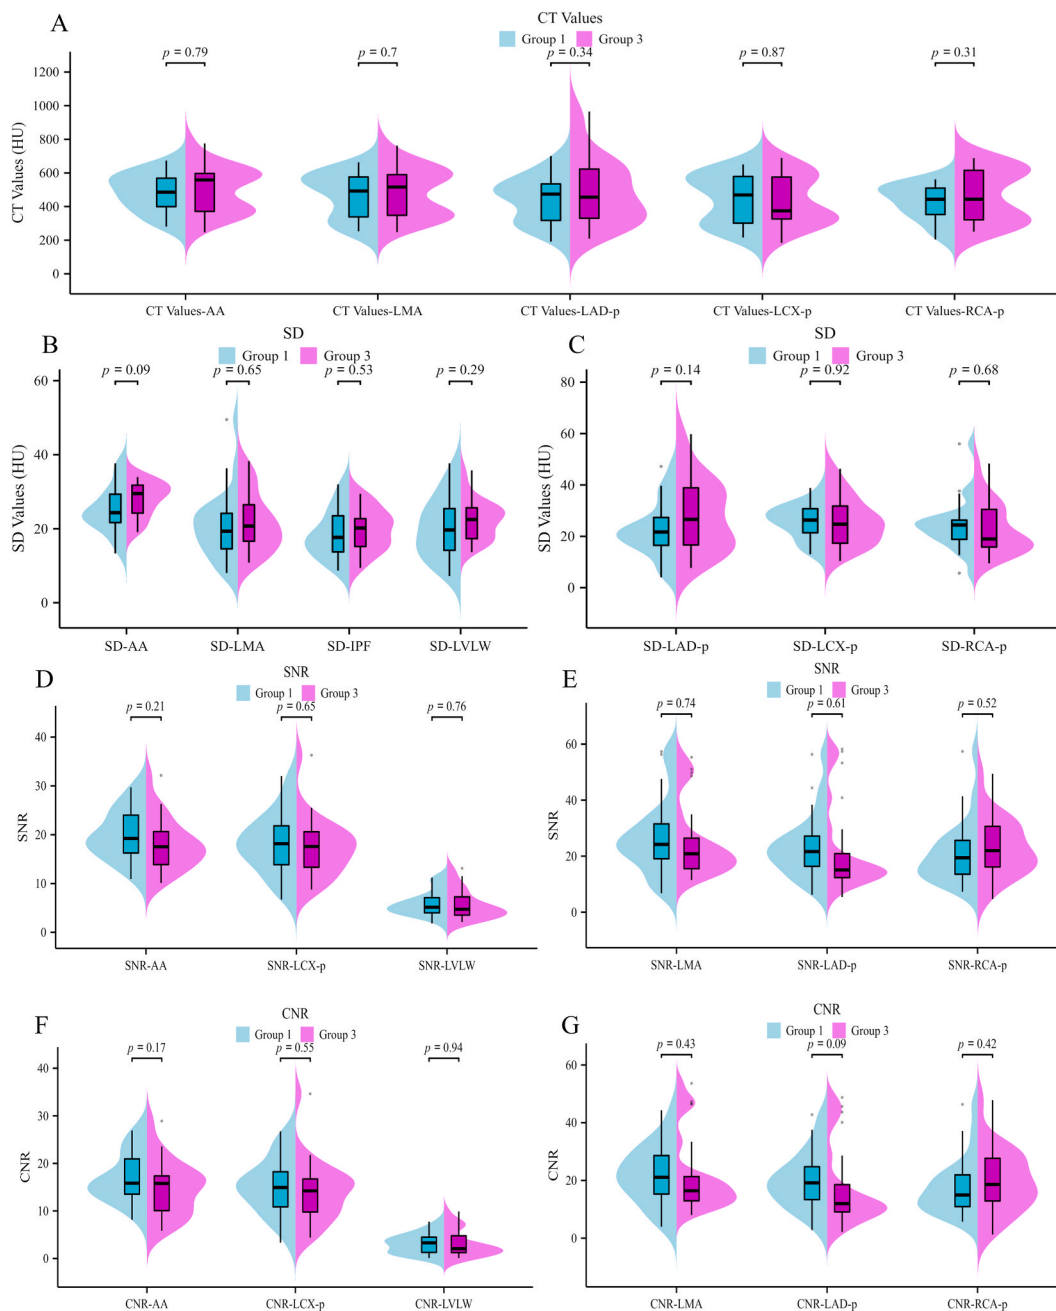 A
CT Values
Group 1 Group 3
p = 0.79 p = 0.7 p = 0.34 p = 0.87 p = 0.31
1200
1000
800
600
400
200
0
CT Values (HU)
CT Values-AA CT Values-LMA CT Values-LAD-p CT Values-LCX-p CT Values-RCA-p
B
SD
Group 1 Group 3
p = 0.09 p = 0.65 p = 0.53 p = 0.29
60
40
20
0
SD Values (HU)
SD-AA SD-LMA SD-IPF SD-LVLW
C
SD
Group 1 Group 3
p = 0.14 p = 0.92 p = 0.68
80
60
40
20
0
SD Values (HU)
SD-LAD-p SD-LCX-p SD-RCA-p
D
SNR
Group 1 Group 3
p = 0.21 p = 0.65 p = 0.76
40
30
20
10
0
SNR
SNR-AA SNR-LCX-p SNR-LVLW
E
SNR
Group 1 Group 3
p = 0.74 p = 0.61 p = 0.52
60
40
20
0
SNR
SNR-LMA SNR-LAD-p SNR-RCA-p
F
CNR
Group 1 Group 3
p = 0.17 p = 0.55 p = 0.94
40
30
20
10
0
CNR
CNR-AA CNR-LCX-p CNR-LVLW
G
CNR
Group 1 Group 3
p = 0.43 p = 0.09 p = 0.42
60
40
20
0
CNR
CNR-LMA CNR-LAD-p CNR-RCA-p